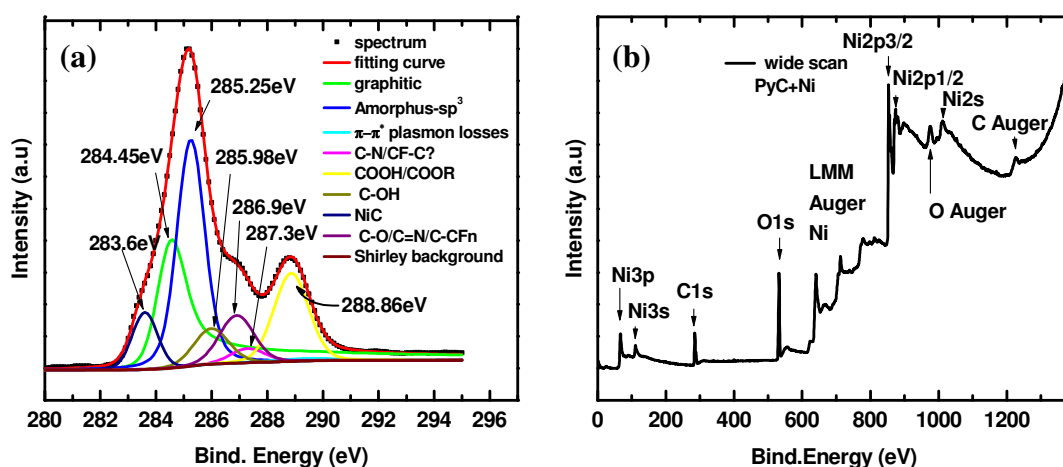 (a)
spectrum
fitting curve
graphitic
Amorphus-sp³
π–π* plasmon losses
C-N/CF-C?
COOH/COOR
C-OH
NiC
C-O/C=N/C-CFn
Shirley background
285.25eV
284.45eV
285.98eV
286.9eV
287.3eV
283.6eV
288.86eV
Intensity (a.u)
280 282 284 286 288 290 292 294
Bind. Energy (eV)
(b)
wide scan
PyC+Ni
Ni2p3/2
Ni2p1/2
Ni2s
C Auger
O Auger
LMM
Auger
Ni
O1s
C1s
Ni3p
Ni3s
Intensity (a.u)
0 200 400 600 800 1000 1200
Bind.Energy (eV)